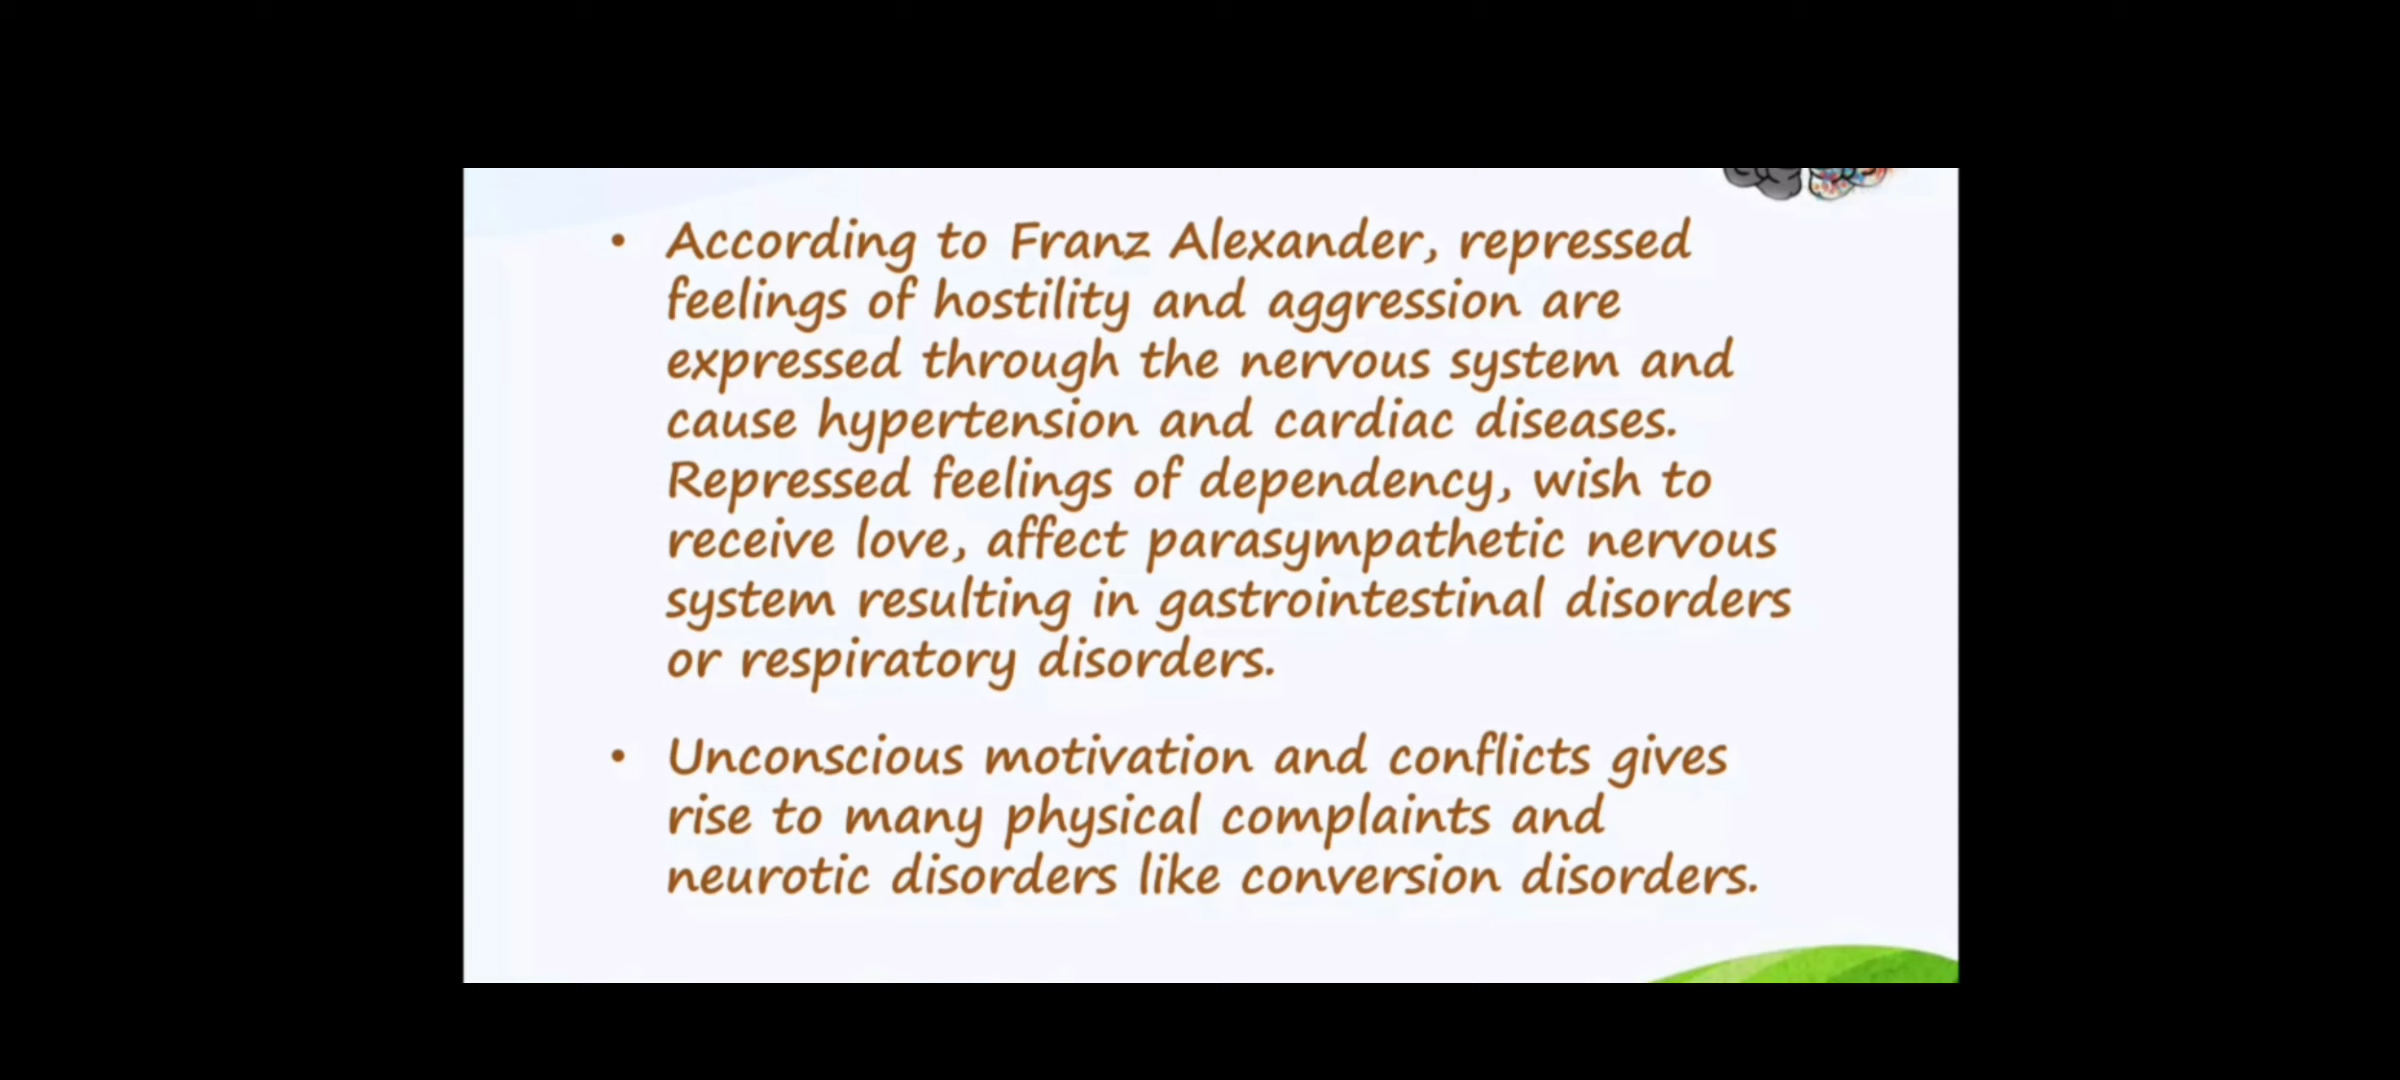 • According to Franz Alexander, repressed
feelings of hostility and aggression are
expressed through the nervous system and
cause hypertension and cardiac diseases.
Repressed feelings of dependency, wish to
receive love, affect parasympathetic nervous
system resulting in gastrointestinal disorders
or respiratory disorders.
• Unconscious motivation and conflicts gives
rise to many physical complaints and
neurotic disorders like conversion disorders.